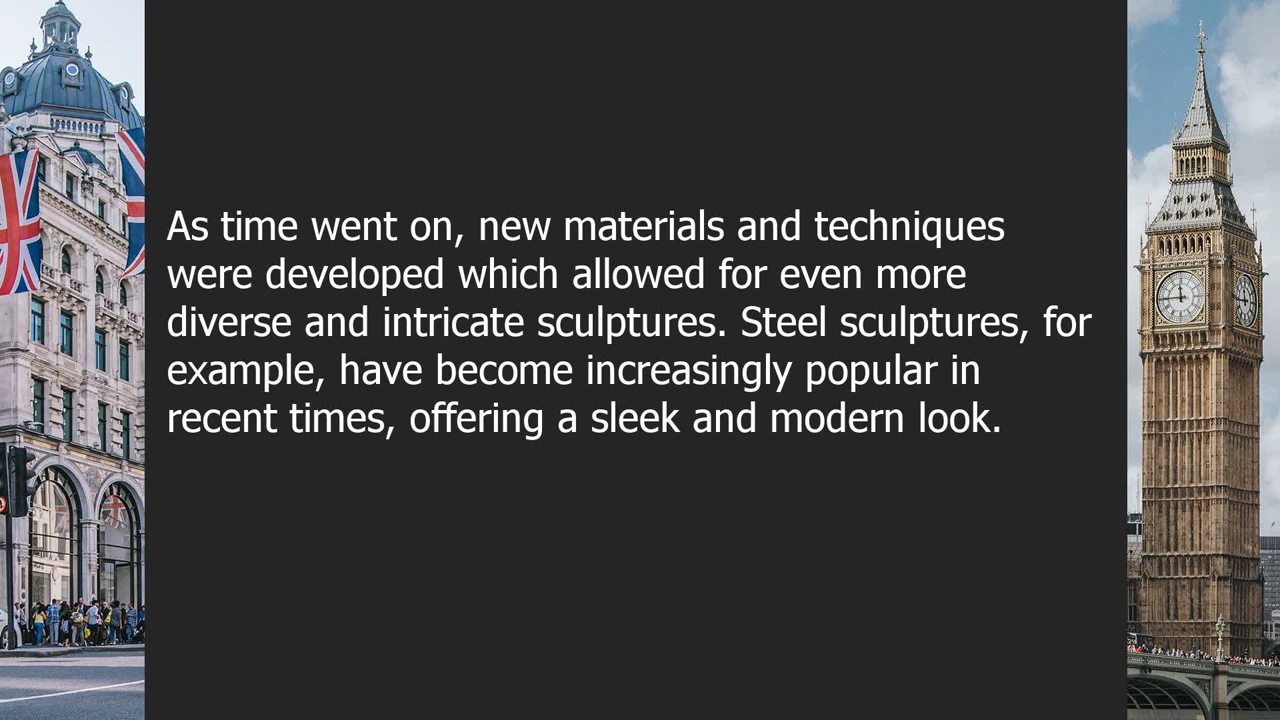 As time went on, new materials and techniques
were developed which allowed for even more
diverse and intricate sculptures. Steel sculptures, for
example, have become increasingly popular in
recent times, offering a sleek and modern look.